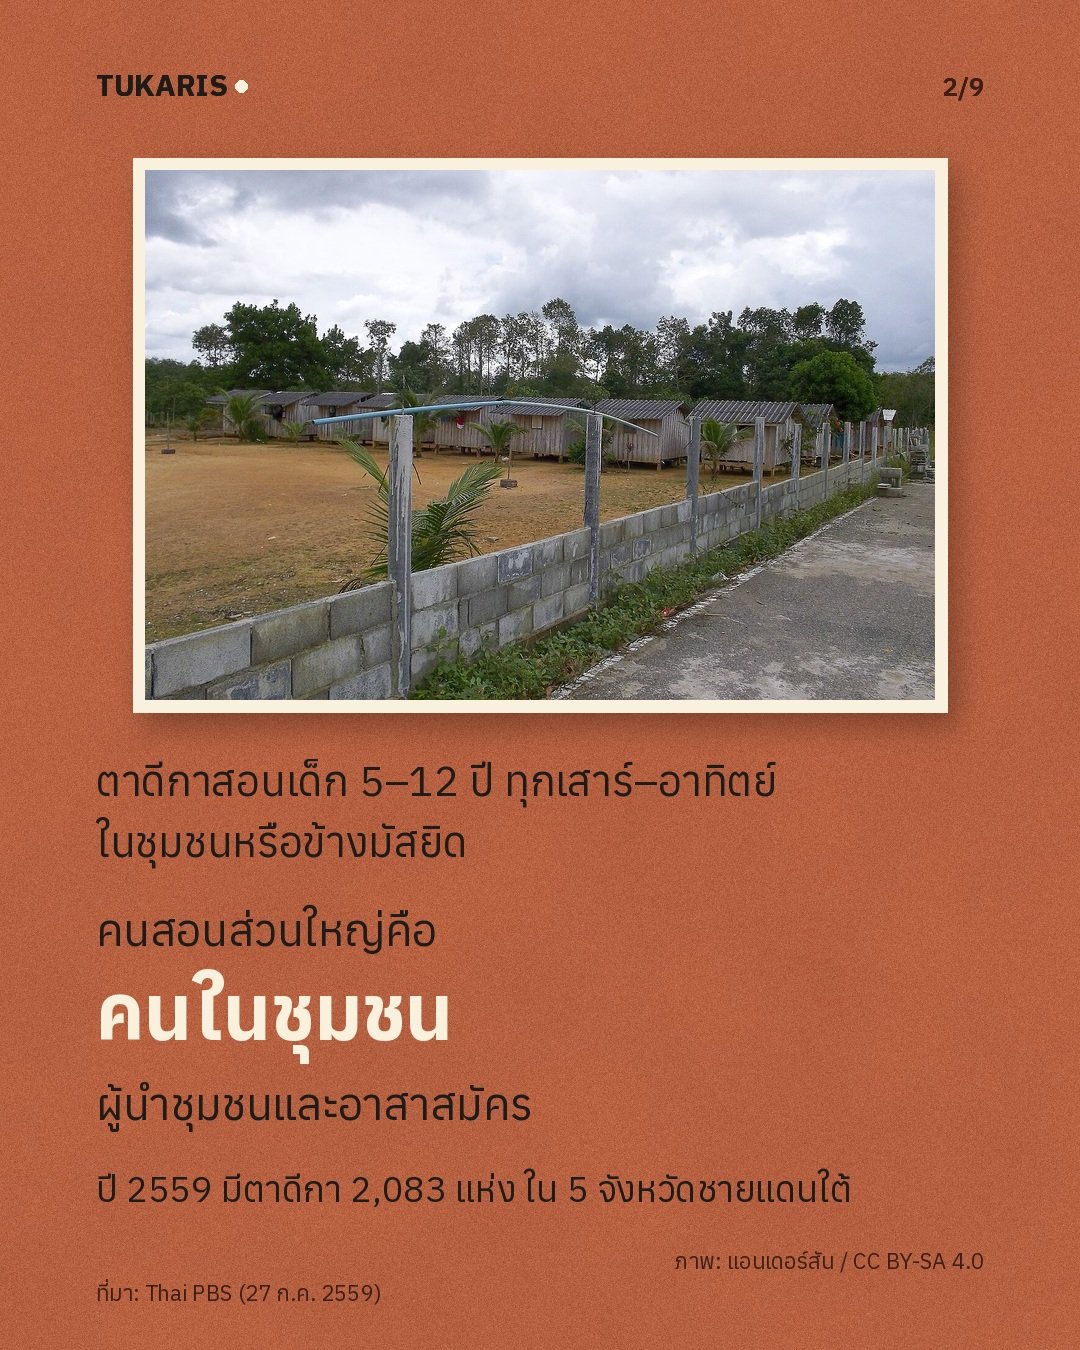 TUKARIS
2/9
ตาดีกาสอนเด็ก 5–12 ปี ทุกเสาร์–อาทิตย์
ในชุมชนหรือข้างมัสยิด
คนสอนส่วนใหญ่คือ
คนในชุมชน
ผู้นำชุมชนและอาสาสมัคร
ปี 2559 มีตาดีกา 2,083 แห่ง ใน 5 จังหวัดชายแดนใต้
ภาพ: แอนเดอร์สัน / CC BY-SA 4.0
ที่มา: Thai PBS (27 ก.ค. 2559)